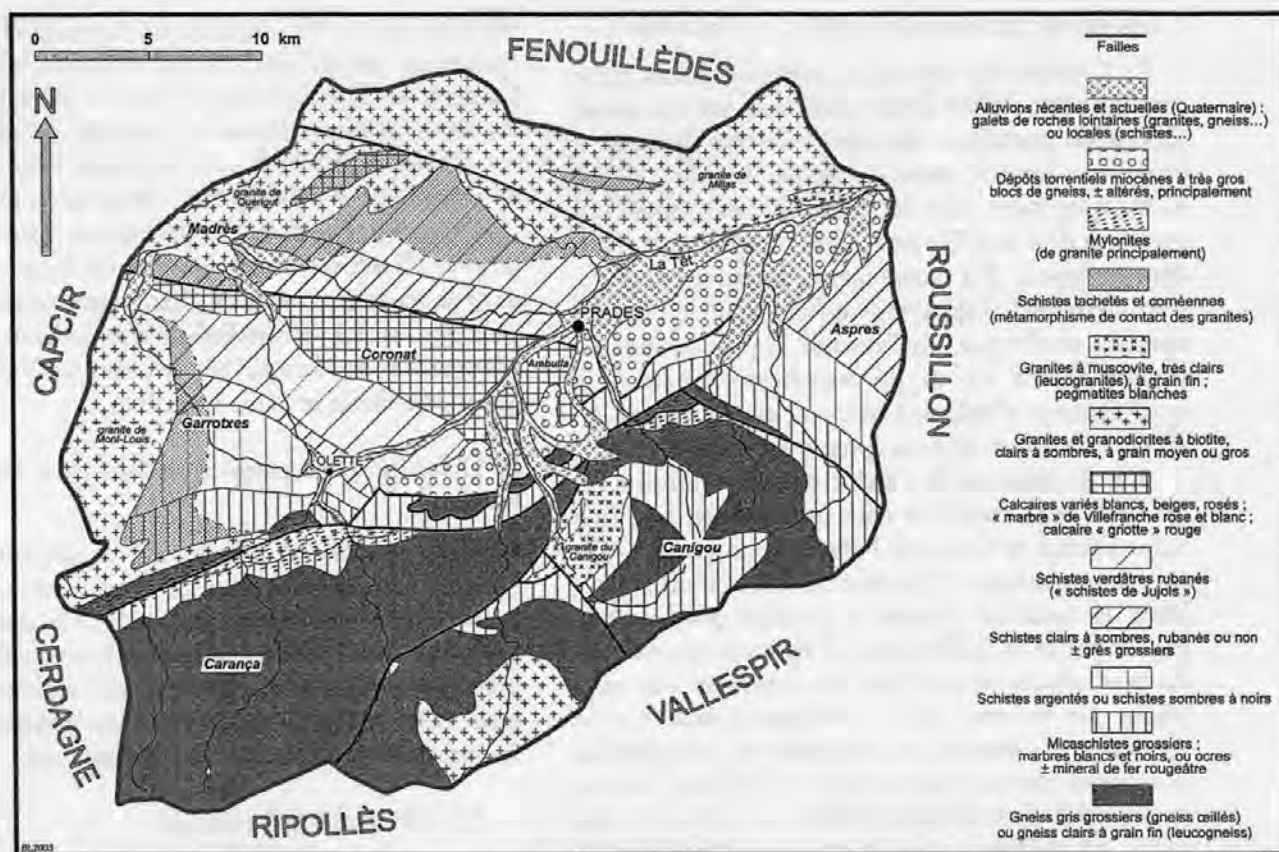 0 5 10 km
N
FENOUILLÈDES
CAPCIR
ROUSSILLON
CERDAGNE
VALLESPIR
RIPOLLÈS
granite de Quérigut
granite de Millas
Madrès
La Têt
PRADES
Aspres
Coronat
Ambulla
granite de Mont-Louis
Garrotxes
OLETTE
granite du Canigou
Canigou
Carança
BL2003
Failles
Alluvions récentes et actuelles (Quaternaire) :
galets de roches lointaines (granites, gneiss...)
ou locales (schistes...)
Dépôts torrentiels miocènes à très gros
blocs de gneiss, ± altérés, principalement
Mylonites
(de granite principalement)
Schistes tachetés et cornéennes
(métamorphisme de contact des granites)
Granites à muscovite, très clairs
(leucogranites), à grain fin ;
pegmatites blanches
Granites et granodiorites à biotite,
clairs à sombres, à grain moyen ou gros
Calcaires variés blancs, beiges, rosés ;
« marbre » de Villefranche rose et blanc ;
calcaire « griotte » rouge
Schistes verdâtres rubanés
(« schistes de Jujols »)
Schistes clairs à sombres, rubanés ou non
± grès grossiers
Schistes argentés ou schistes sombres à noirs
Micaschistes grossiers ;
marbres blancs et noirs, ou ocres
± mineral de fer rougeâtre
Gneiss gris grossiers (gneiss œillés)
ou gneiss clairs à grain fin (leucogneiss)